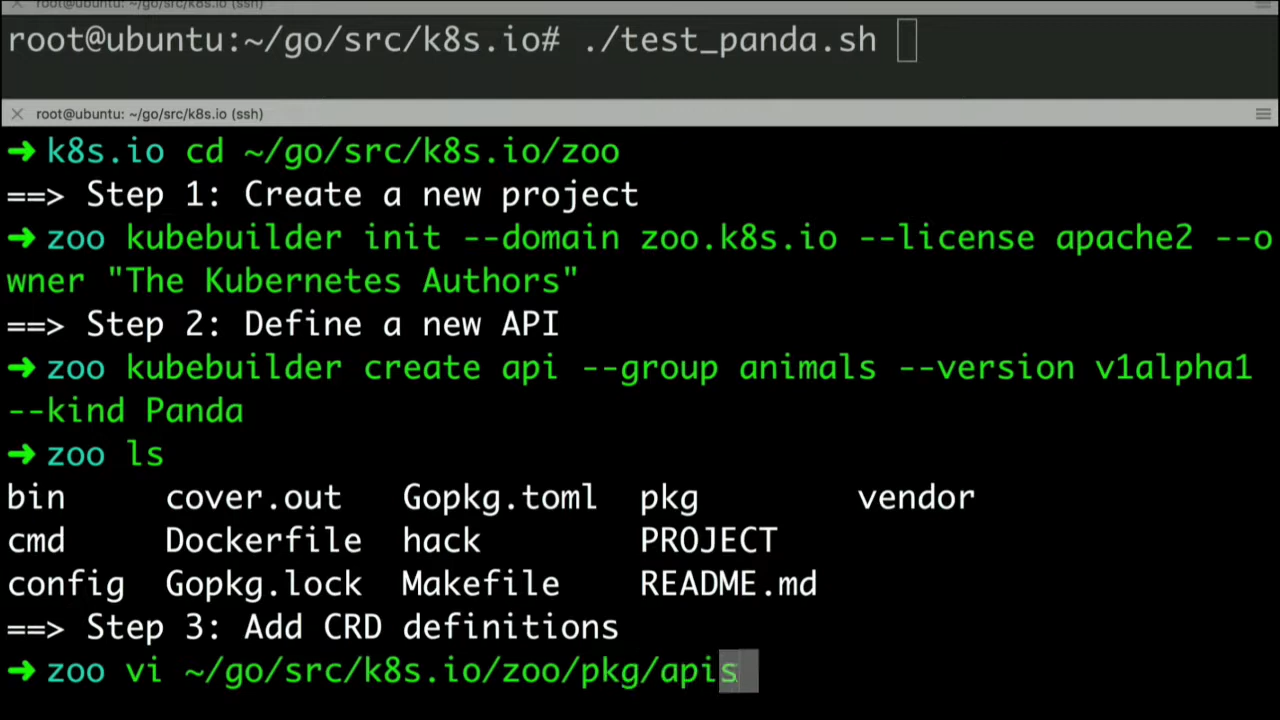 root@ubuntu: ~/go/src/k8s.io (ssh)
root@ubuntu:~/go/src/k8s.io# ./test_panda.sh
root@ubuntu: ~/go/src/k8s.io (ssh)
➜ k8s.io cd ~/go/src/k8s.io/zoo
==> Step 1: Create a new project
➜ zoo kubebuilder init --domain zoo.k8s.io --license apache2 --o
wner "The Kubernetes Authors"
==> Step 2: Define a new API
➜ zoo kubebuilder create api --group animals --version v1alpha1
--kind Panda
➜ zoo ls
bin cover.out Gopkg.toml pkg vendor
cmd Dockerfile hack PROJECT
config Gopkg.lock Makefile README.md
==> Step 3: Add CRD definitions
➜ zoo vi ~/go/src/k8s.io/zoo/pkg/apis